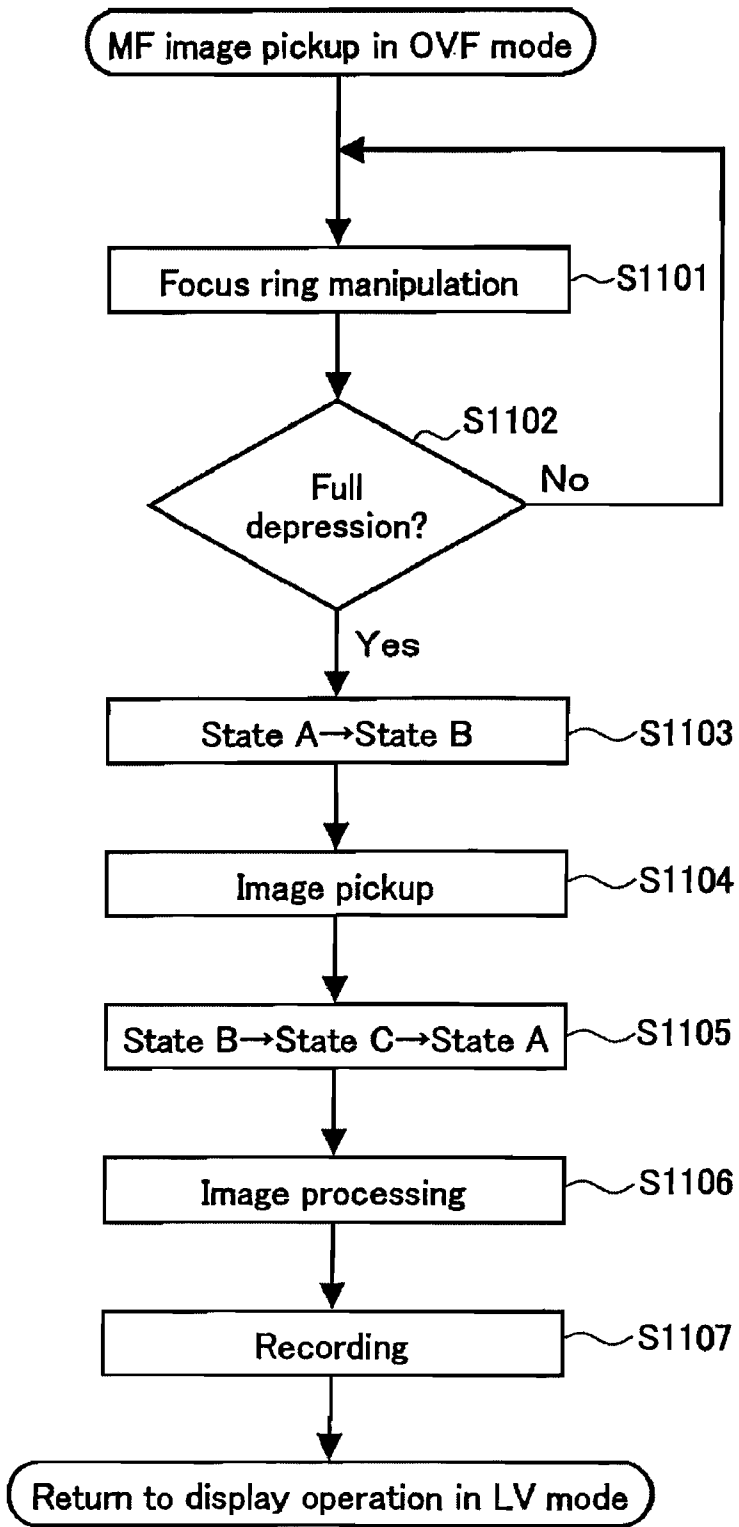 MF image pickup in OVF mode
Focus ring manipulation
S1101
S1102
Full
depression?
No
Yes
State A→State B
S1103
Image pickup
S1104
State B→State C→State A
S1105
Image processing
S1106
Recording
S1107
Return to display operation in LV mode